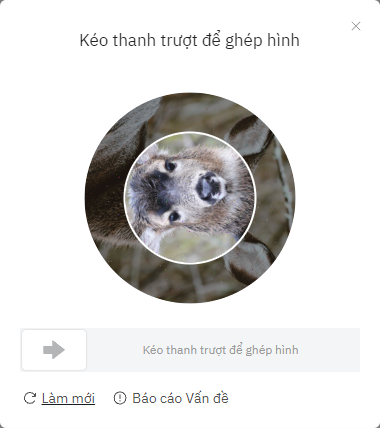 Kéo thanh trượt để ghép hình
Kéo thanh trượt để ghép hình
Làm mới
Báo cáo Vấn đề